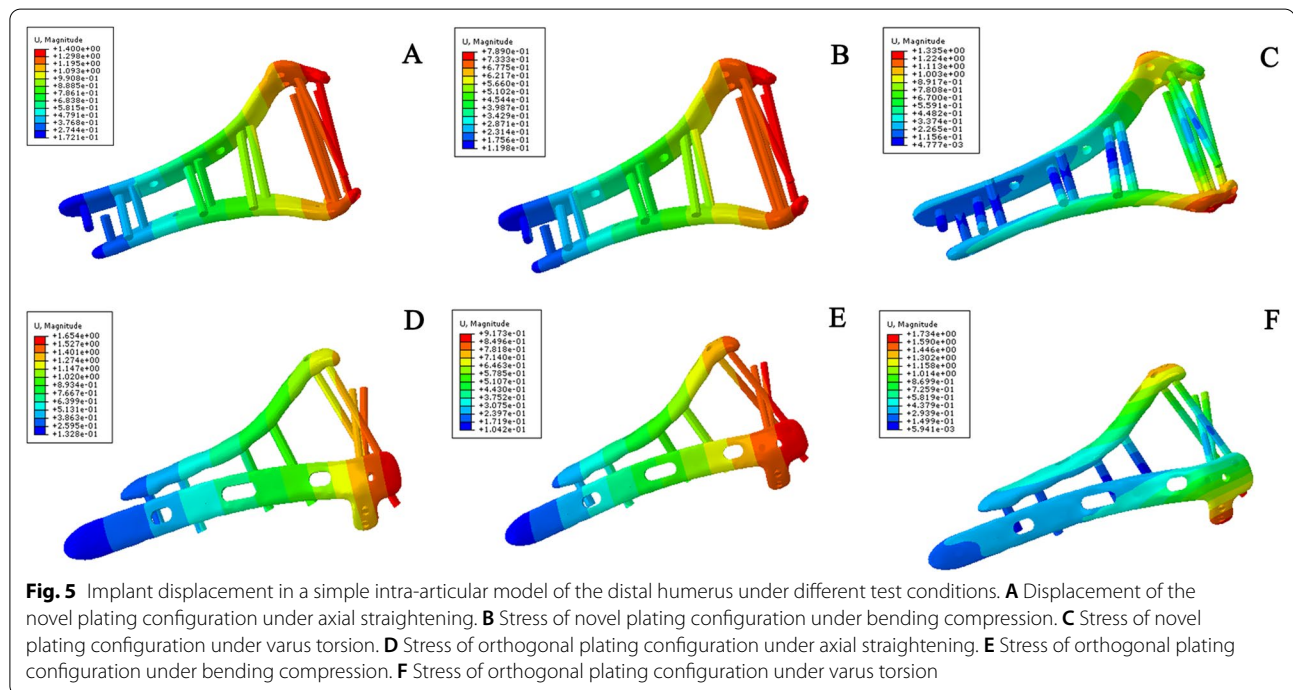 U, Magnitude
+1.400e+00
+1.298e+00
+1.195e+00
+1.093e+00
+9.908e-01
+8.885e-01
+7.861e-01
+6.838e-01
+5.815e-01
+4.791e-01
+3.768e-01
+2.744e-01
+1.721e-01
A
U, Magnitude
+7.890e-01
+7.333e-01
+6.775e-01
+6.217e-01
+5.660e-01
+5.102e-01
+4.544e-01
+3.987e-01
+3.429e-01
+2.871e-01
+2.314e-01
+1.756e-01
+1.198e-01
B
U, Magnitude
+1.335e+00
+1.224e+00
+1.113e+00
+1.003e+00
+8.917e-01
+7.808e-01
+6.700e-01
+5.591e-01
+4.482e-01
+3.374e-01
+2.265e-01
+1.156e-01
+4.777e-03
C
U, Magnitude
+1.654e+00
+1.527e+00
+1.401e+00
+1.274e+00
+1.147e+00
+1.020e+00
+8.934e-01
+7.667e-01
+6.399e-01
+5.131e-01
+3.863e-01
+2.595e-01
+1.328e-01
D
U, Magnitude
+9.173e-01
+8.496e-01
+7.818e-01
+7.140e-01
+6.463e-01
+5.785e-01
+5.107e-01
+4.430e-01
+3.752e-01
+3.075e-01
+2.397e-01
+1.719e-01
+1.042e-01
E
U, Magnitude
+1.734e+00
+1.590e+00
+1.446e+00
+1.302e+00
+1.158e+00
+1.014e+00
+8.699e-01
+7.259e-01
+5.819e-01
+4.379e-01
+2.939e-01
+1.499e-01
+5.941e-03
F
Fig. 5 Implant displacement in a simple intra-articular model of the distal humerus under different test conditions. A Displacement of the
novel plating configuration under axial straightening. B Stress of novel plating configuration under bending compression. C Stress of novel
plating configuration under varus torsion. D Stress of orthogonal plating configuration under axial straightening. E Stress of orthogonal plating
configuration under bending compression. F Stress of orthogonal plating configuration under varus torsion